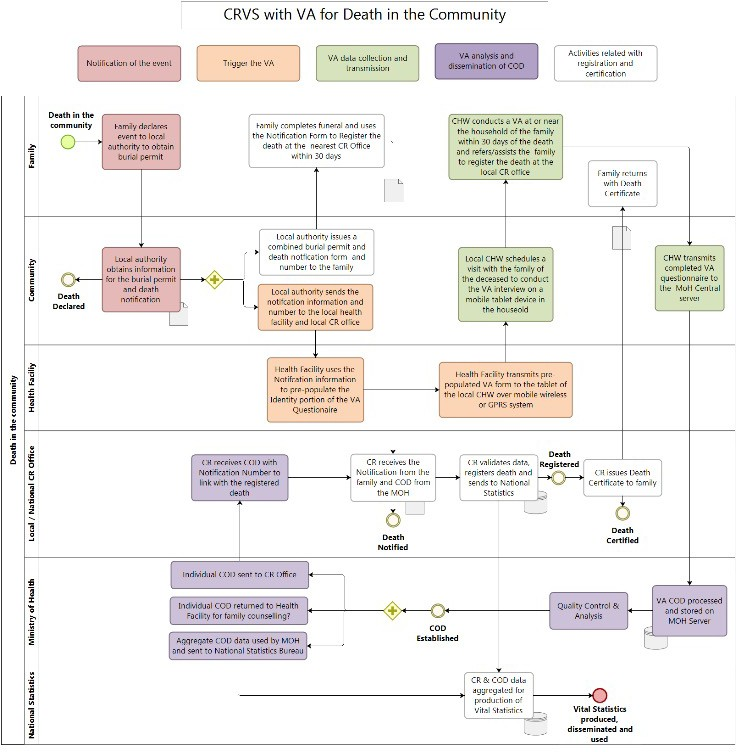 CRVS with VA for Death in the Community
Notification of the event
Trigger the VA
VA data collection and
transmission
VA analysis and
dissemination of COD
Activities related with
registration and
certification
Death in the community
Family
Death in the
community
Family declares
event to local
authority to obtain
burial permit
Family completes funeral and uses
the Notification Form to Register the
death at the nearest CR Office
within 30 days
CHW conducts a VA at or near
the household of the family
within 30 days of the death
and refers/assists the family
to register the death at the
local CR office
Family returns
with Death
Certificate
Community
Death
Declared
Local authority
obtains information
for the burial permit
and death
notification
Local authority issues a
combined burial permit and
death notfication form and
number to the family
Local authority sends the
notfication information and
number to the local health
facility and local CR office
Local CHW schedules a
visit with the family of
the deceased to conduct
the VA interview on a
mobile tablet device in
the houseold
CHW transmits
completed VA
questionnaire to
the MoH Central
server
Health Facility
Health Facility uses the
Notifcation information
to pre-populate the
Identity portion of the VA
Questionaire
Health Facility transmits pre-
populated VA form to the tablet of
the local CHW over mobile wireless
or GPRS system
Local / National CR Office
CR receives COD with
Notification Number to
link with the registered
death
CR receives the
Notification from the
family and COD from
the MOH
Death
Notified
CR validates data,
registers death and
sends to National
Statistics
Death
Registered
CR issues Death
Certificate to family
Death
Certified
Ministry of Health
Individual COD sent to CR Office
Individual COD returned to Health
Facility for family counselling?
Aggregate COD data used by MOH
and sent to National Statistics Bureau
COD
Established
Quality Control &
Analysis
VA COD processed
and stored on
MOH Server
National Statistics
CR & COD data
aggregated for
production of
Vital Statistics
Vital Statistics
produced,
disseminated and
used